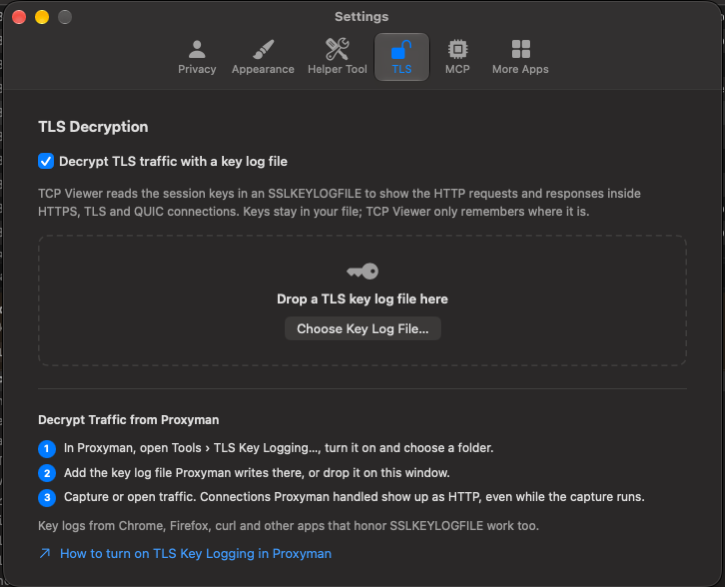 Settings
Privacy
Appearance
Helper Tool
TLS
MCP
More Apps
TLS Decryption
Decrypt TLS traffic with a key log file
TCP Viewer reads the session keys in an SSLKEYLOGFILE to show the HTTP requests and responses inside
HTTPS, TLS and QUIC connections. Keys stay in your file; TCP Viewer only remembers where it is.
Drop a TLS key log file here
Choose Key Log File...
Decrypt Traffic from Proxyman
1 In Proxyman, open Tools › TLS Key Logging..., turn it on and choose a folder.
2 Add the key log file Proxyman writes there, or drop it on this window.
3 Capture or open traffic. Connections Proxyman handled show up as HTTP, even while the capture runs.
Key logs from Chrome, Firefox, curl and other apps that honor SSLKEYLOGFILE work too.
How to turn on TLS Key Logging in Proxyman